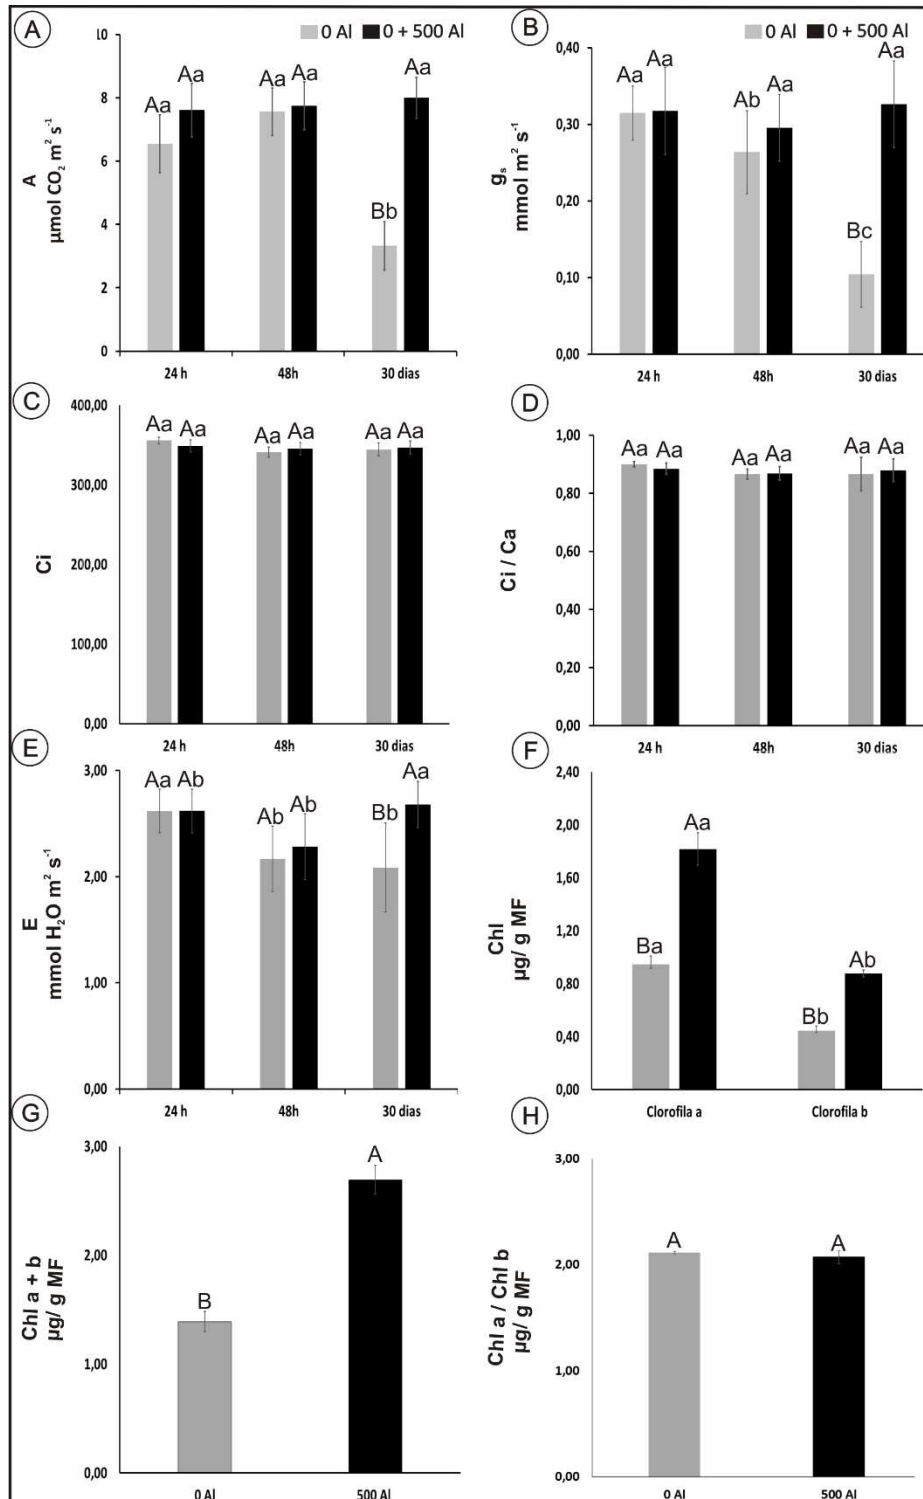 A
0 Al 0 + 500 Al
10
8
6
4
2
0
A
µmol CO₂ m² s⁻¹
Aa Aa Aa Aa Bb Aa
24 h 48h 30 dias
B
0 Al 0 + 500 Al
0,40
0,30
0,20
0,10
0,00
gₛ
mmol m² s⁻¹
Aa Aa Ab Aa Bc Aa
24 h 48h 30 dias
C
400,00
300,00
200,00
100,00
0,00
Ci
Aa Aa Aa Aa Aa Aa
24 h 48h 30 dias
D
1,00
0,80
0,60
0,40
0,20
0,00
Ci / Ca
Aa Aa Aa Aa Aa Aa
24 h 48h 30 dias
E
3,00
2,00
1,00
0,00
E
mmol H₂O m² s⁻¹
Aa Ab Ab Ab Bb Aa
24 h 48h 30 dias
F
2,40
2,00
1,60
1,20
0,80
0,40
0,00
Chl
µg/ g MF
Ba Aa Bb Ab
Clorofila a Clorofila b
G
3,00
2,00
1,00
0,00
Chl a + b
µg/ g MF
B A
0 Al 500 Al
H
3,00
2,00
1,00
0,00
Chl a / Chl b
µg/ g MF
A A
0 Al 500 Al